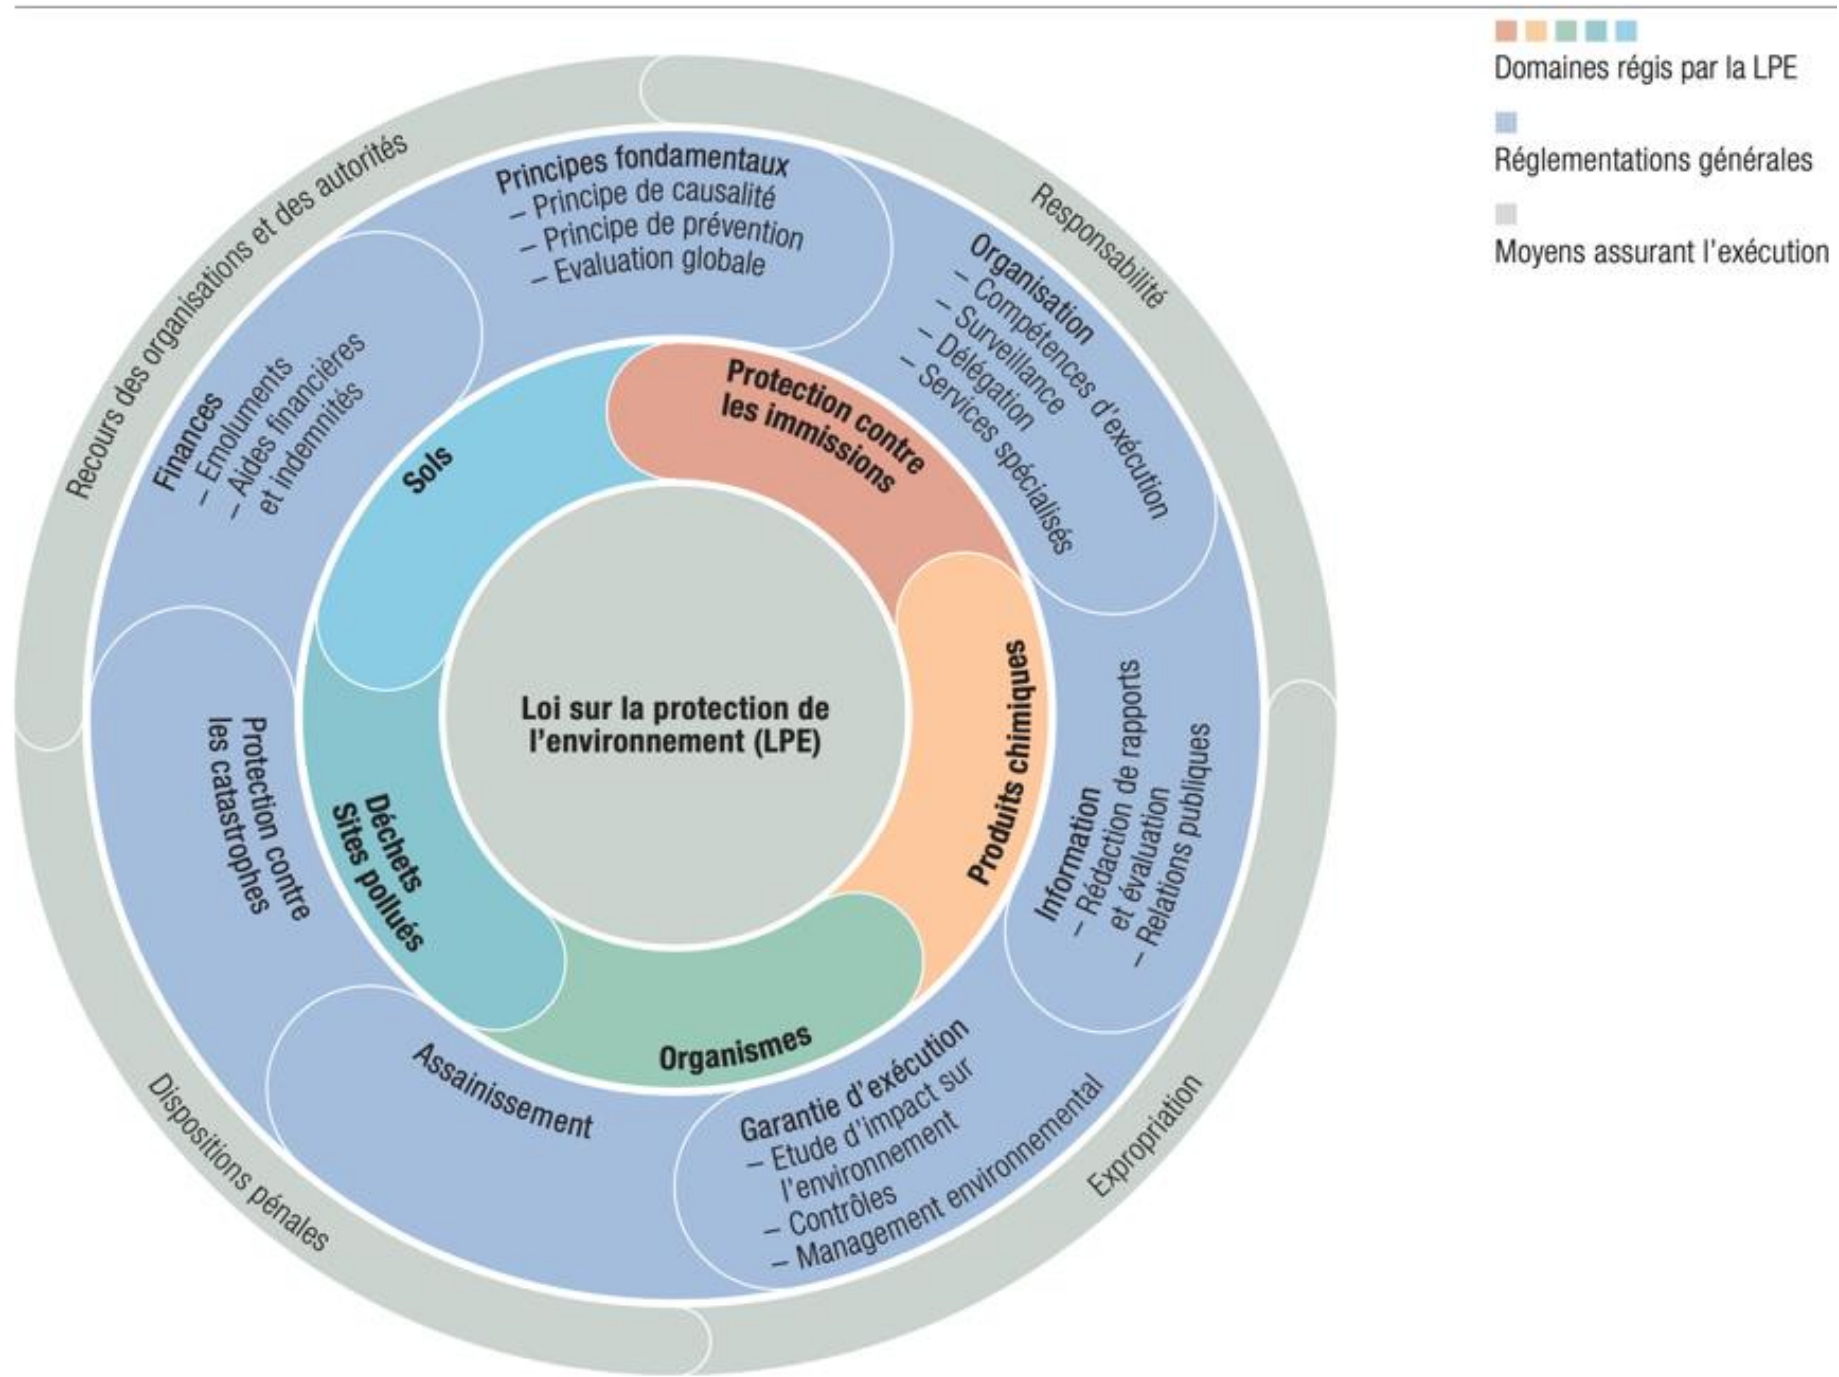 Domaines régis par la LPE
Réglementations générales
Moyens assurant l'exécution
Recours des organisations et des autorités
Responsabilité
Expropriation
Dispositions pénales
Principes fondamentaux
– Principe de causalité
– Principe de prévention
– Evaluation globale
Organisation
– Compétences d'exécution
– Surveillance
– Délégation
– Services spécialisés
Information
– Rédaction de rapports
et évaluation
– Relations publiques
Garantie d'exécution
– Etude d'impact sur
l'environnement
– Contrôles
– Management environnemental
Assainissement
Protection contre
les catastrophes
Finances
– Emoluments
– Aides financières
et indemnités
Protection contre
les immissions
Produits chimiques
Organismes
Déchets
Sites pollués
Sols
Loi sur la protection de
l'environnement (LPE)